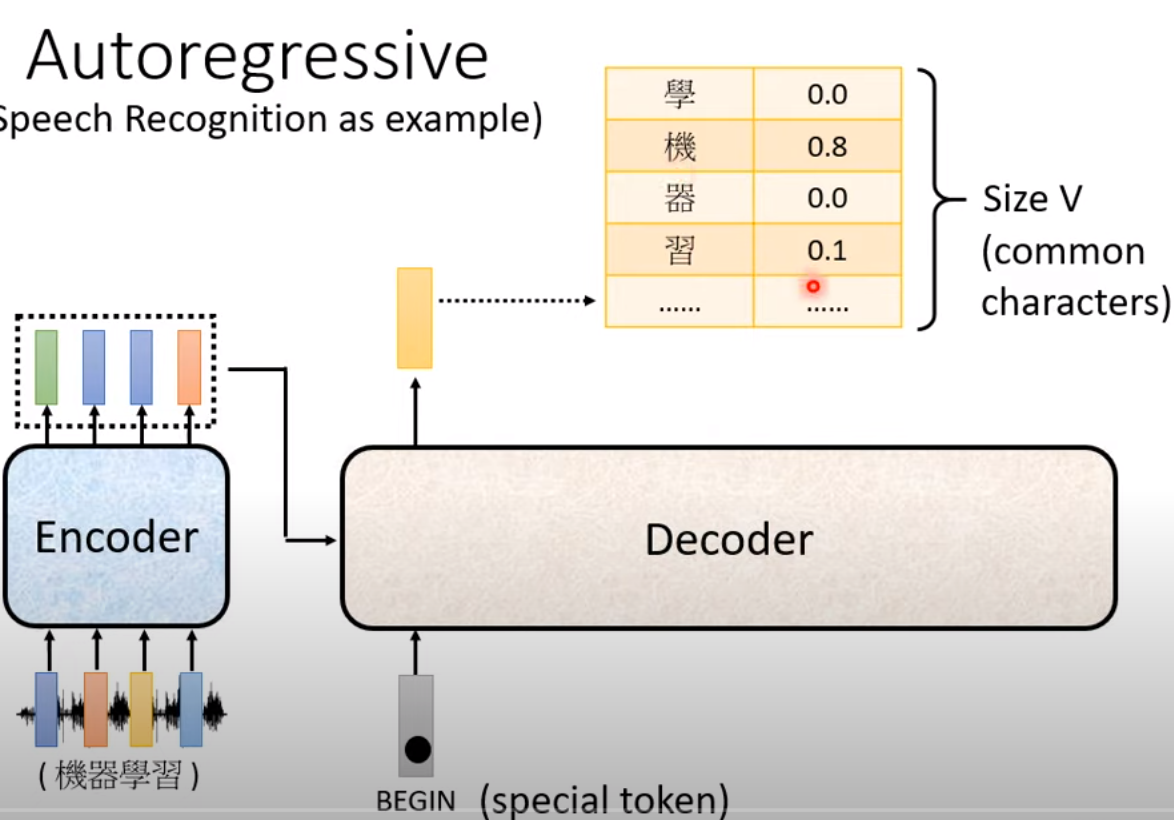 Autoregressive
Speech Recognition as example)
學 0.0
機 0.8
器 0.0
習 0.1
...... ......
Size V
(common
characters)
Encoder
Decoder
(機器學習)
BEGIN (special token)